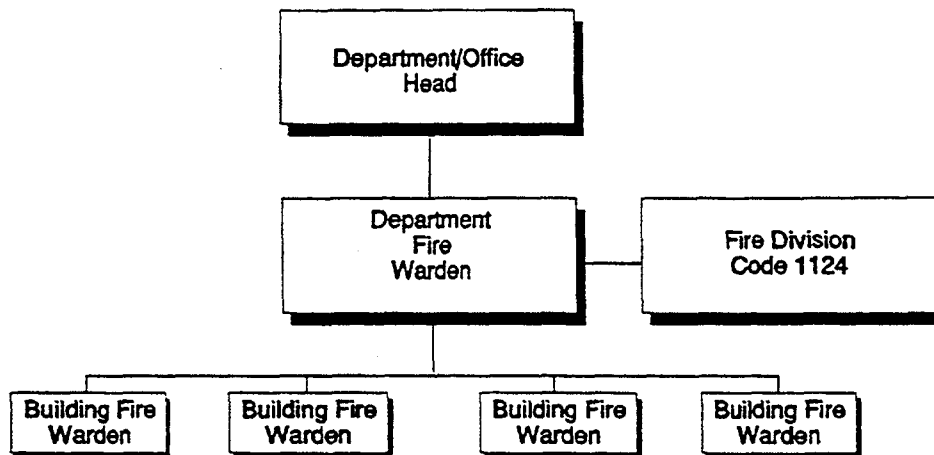 Department/Office
Head
Department
Fire
Warden
Fire Division
Code 1124
Building Fire
Warden
Building Fire
Warden
Building Fire
Warden
Building Fire
Warden